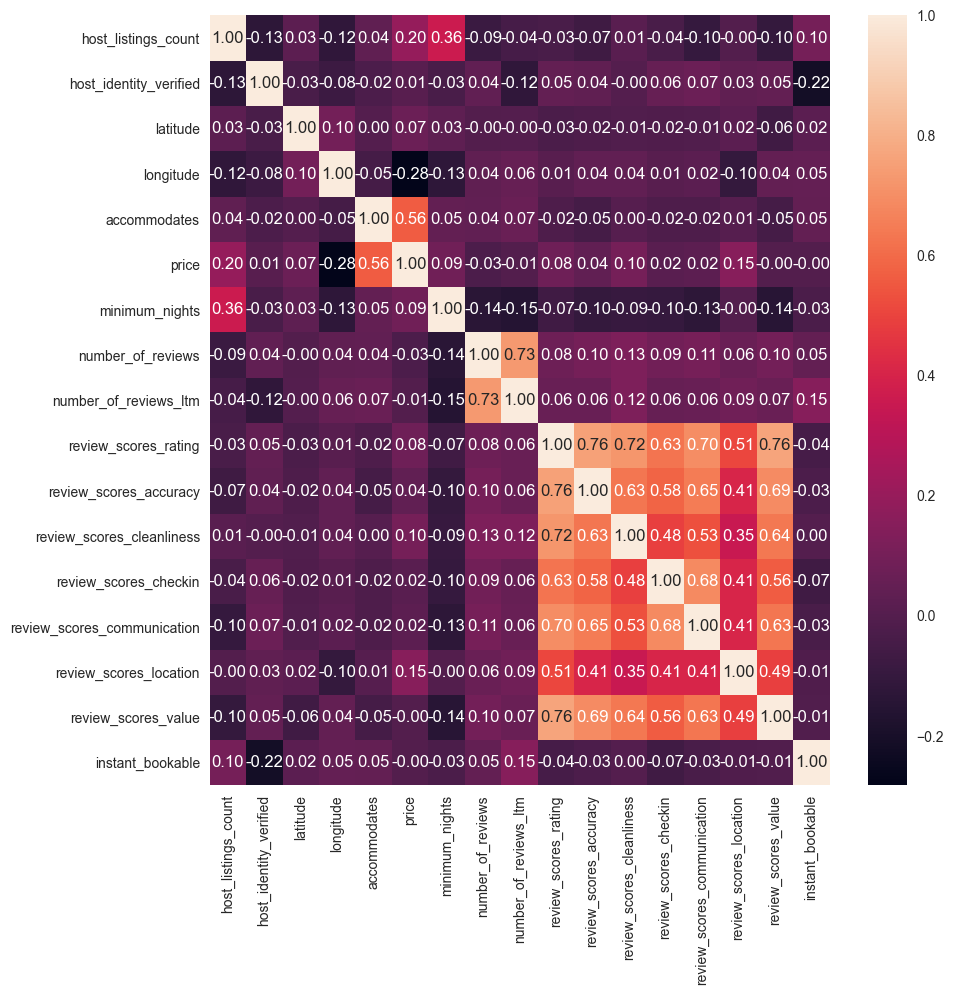 host_listings_count 1.00 -0.13 0.03 -0.12 0.04 0.20 0.36 -0.09 -0.04 -0.03 -0.07 0.01 -0.04 -0.10 -0.00 -0.10 0.10 1.0
host_identity_verified -0.13 1.00 -0.03 -0.08 -0.02 0.01 -0.03 0.04 -0.12 0.05 0.04 -0.00 0.06 0.07 0.03 0.05 -0.22
latitude 0.03 -0.03 1.00 0.10 0.00 0.07 0.03 -0.00 -0.00 -0.03 -0.02 -0.01 -0.02 -0.01 0.02 -0.06 0.02 0.8
longitude -0.12 -0.08 0.10 1.00 -0.05 -0.28 -0.13 0.04 0.06 0.01 0.04 0.04 0.01 0.02 -0.10 0.04 0.05
accommodates 0.04 -0.02 0.00 -0.05 1.00 0.56 0.05 0.04 0.07 -0.02 -0.05 0.00 -0.02 -0.02 0.01 -0.05 0.05
price 0.20 0.01 0.07 -0.28 0.56 1.00 0.09 -0.03 -0.01 0.08 0.04 0.10 0.02 0.02 0.15 -0.00 -0.00 0.6
minimum_nights 0.36 -0.03 0.03 -0.13 0.05 0.09 1.00 -0.14 -0.15 -0.07 -0.10 -0.09 -0.10 -0.13 -0.00 -0.14 -0.03
number_of_reviews -0.09 0.04 -0.00 0.04 0.04 -0.03 -0.14 1.00 0.73 0.08 0.10 0.13 0.09 0.11 0.06 0.10 0.05 0.4
number_of_reviews_ltm -0.04 -0.12 -0.00 0.06 0.07 -0.01 -0.15 0.73 1.00 0.06 0.06 0.12 0.06 0.06 0.09 0.07 0.15
review_scores_rating -0.03 0.05 -0.03 0.01 -0.02 0.08 -0.07 0.08 0.06 1.00 0.76 0.72 0.63 0.70 0.51 0.76 -0.04
review_scores_accuracy -0.07 0.04 -0.02 0.04 -0.05 0.04 -0.10 0.10 0.06 0.76 1.00 0.63 0.58 0.65 0.41 0.69 -0.03 0.2
review_scores_cleanliness 0.01 -0.00 -0.01 0.04 0.00 0.10 -0.09 0.13 0.12 0.72 0.63 1.00 0.48 0.53 0.35 0.64 0.00
review_scores_checkin -0.04 0.06 -0.02 0.01 -0.02 0.02 -0.10 0.09 0.06 0.63 0.58 0.48 1.00 0.68 0.41 0.56 -0.07
review_scores_communication -0.10 0.07 -0.01 0.02 -0.02 0.02 -0.13 0.11 0.06 0.70 0.65 0.53 0.68 1.00 0.41 0.63 -0.03 0.0
review_scores_location -0.00 0.03 0.02 -0.10 0.01 0.15 -0.00 0.06 0.09 0.51 0.41 0.35 0.41 0.41 1.00 0.49 -0.01
review_scores_value -0.10 0.05 -0.06 0.04 -0.05 -0.00 -0.14 0.10 0.07 0.76 0.69 0.64 0.56 0.63 0.49 1.00 -0.01
-0.2
instant_bookable 0.10 -0.22 0.02 0.05 0.05 -0.00 -0.03 0.05 0.15 -0.04 -0.03 0.00 -0.07 -0.03 -0.01 -0.01 1.00
host_listings_count
host_identity_verified
latitude
longitude
accommodates
price
minimum_nights
number_of_reviews
number_of_reviews_ltm
review_scores_rating
review_scores_accuracy
review_scores_cleanliness
review_scores_checkin
review_scores_communication
review_scores_location
review_scores_value
instant_bookable